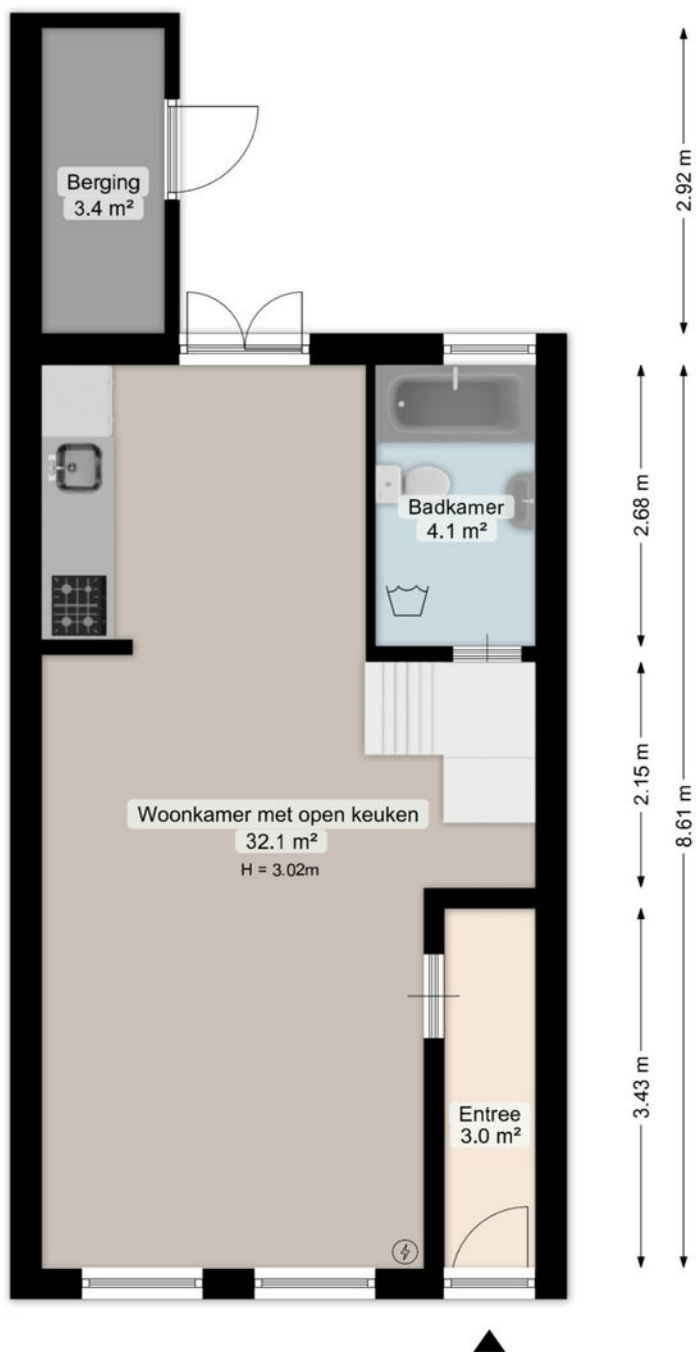 Berging
3.4 m²
2.92 m
Badkamer
4.1 m²
2.68 m
2.15 m
8.61 m
Woonkamer met open keuken
32.1 m²
H = 3.02m
3.43 m
Entree
3.0 m²